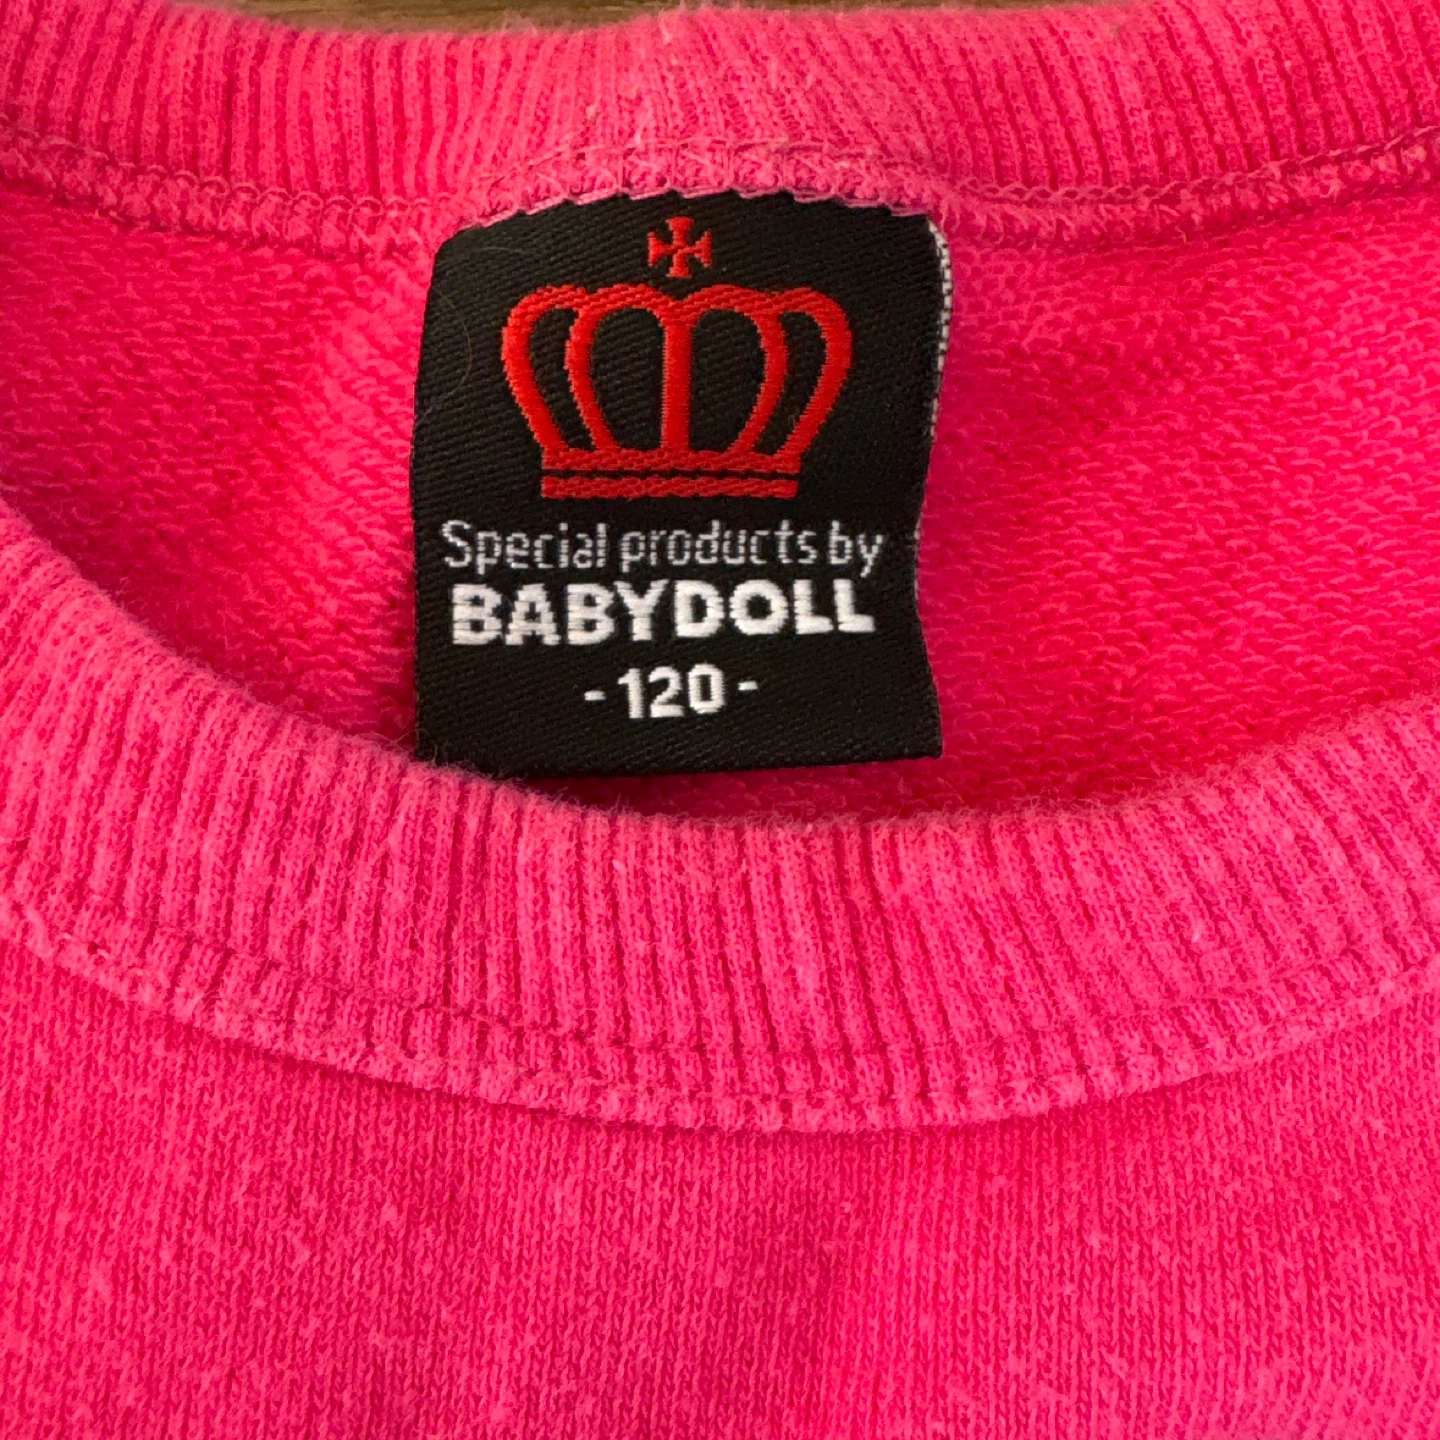 Special products by
BABYDOLL
- 120 -